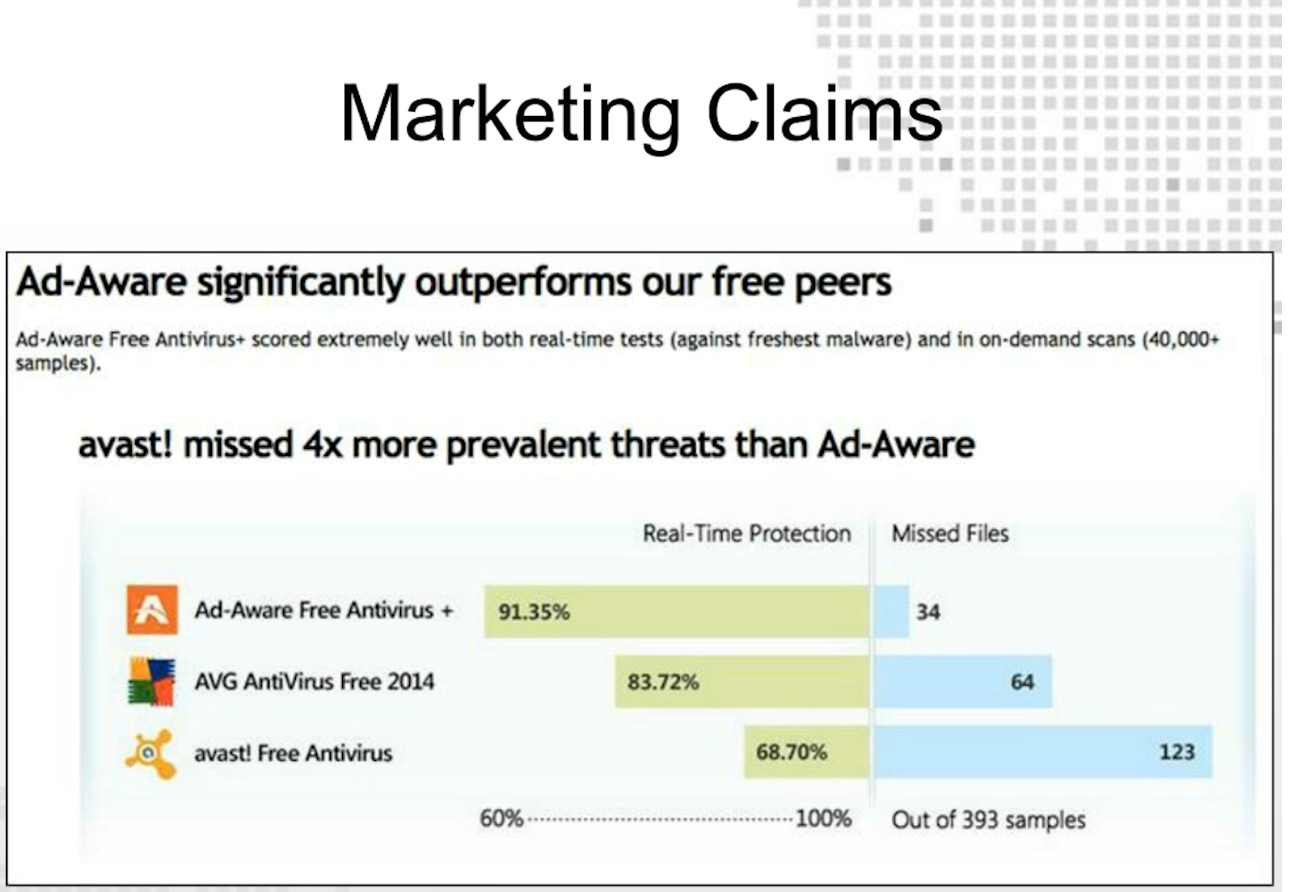 Marketing Claims
Ad-Aware significantly outperforms our free peers
Ad-Aware Free Antivirus+ scored extremely well in both real-time tests (against freshest malware) and in on-demand scans (40,000+
samples).
avast! missed 4x more prevalent threats than Ad-Aware
Real-Time Protection Missed Files
Ad-Aware Free Antivirus + 91.35% 34
AVG AntiVirus Free 2014 83.72% 64
avast! Free Antivirus 68.70% 123
60% 100% Out of 393 samples